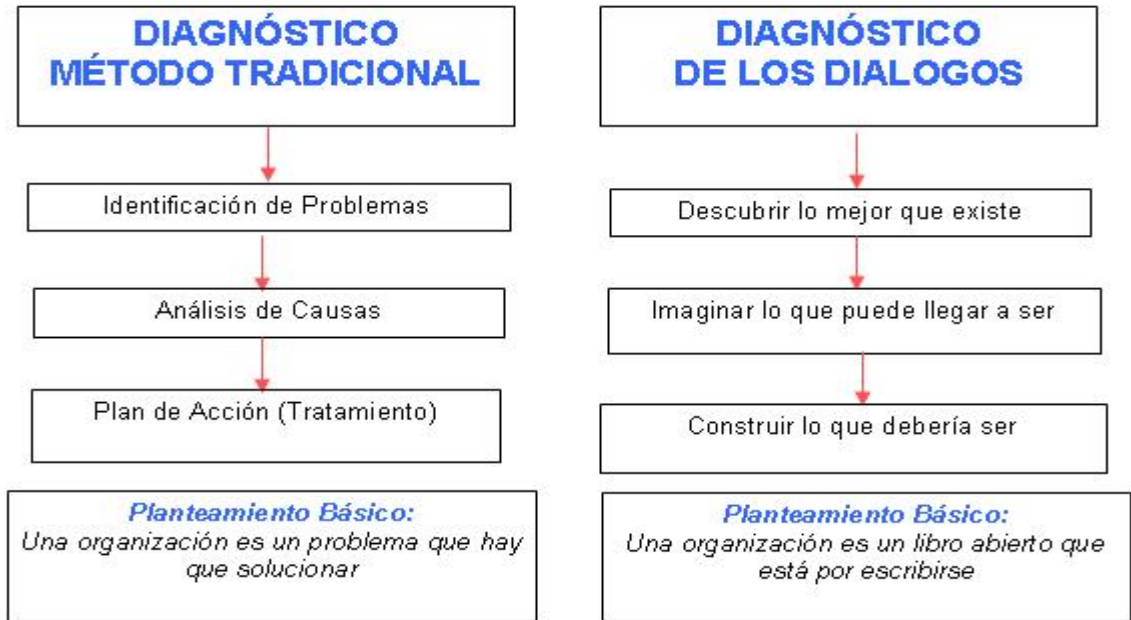 DIAGNÓSTICO
MÉTODO TRADICIONAL
Identificación de Problemas
Análisis de Causas
Plan de Acción (Tratamiento)
Planteamiento Básico:
Una organización es un problema que hay
que solucionar
DIAGNÓSTICO
DE LOS DIALOGOS
Descubrir lo mejor que existe
Imaginar lo que puede llegar a ser
Construir lo que debería ser
Planteamiento Básico:
Una organización es un libro abierto que
está por escribirse